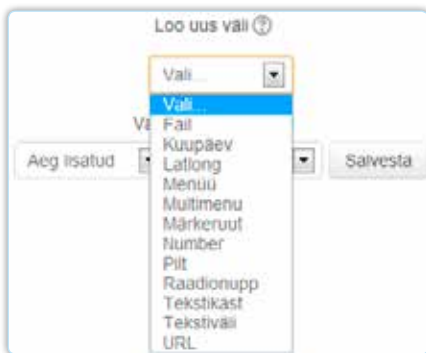 Loo uus väli ?
Vali...
Vali...
Fail
Kuupäev
Latlong
Menüü
Multimenu
Märkeruut
Number
Pilt
Raadionupp
Tekstikast
Tekstiväli
URL
Aeg lisatud
Salvesta